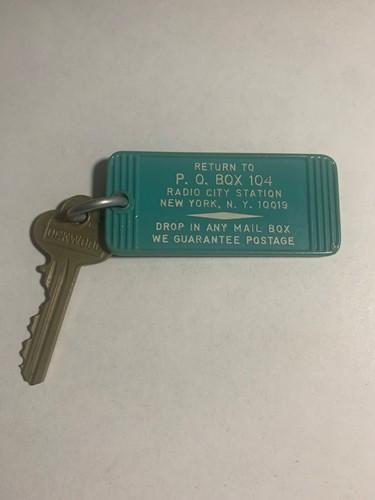 RETURN TO
P. O. BOX 104
RADIO CITY STATION
NEW YORK, N. Y. 10019
DROP IN ANY MAIL BOX
WE GUARANTEE POSTAGE